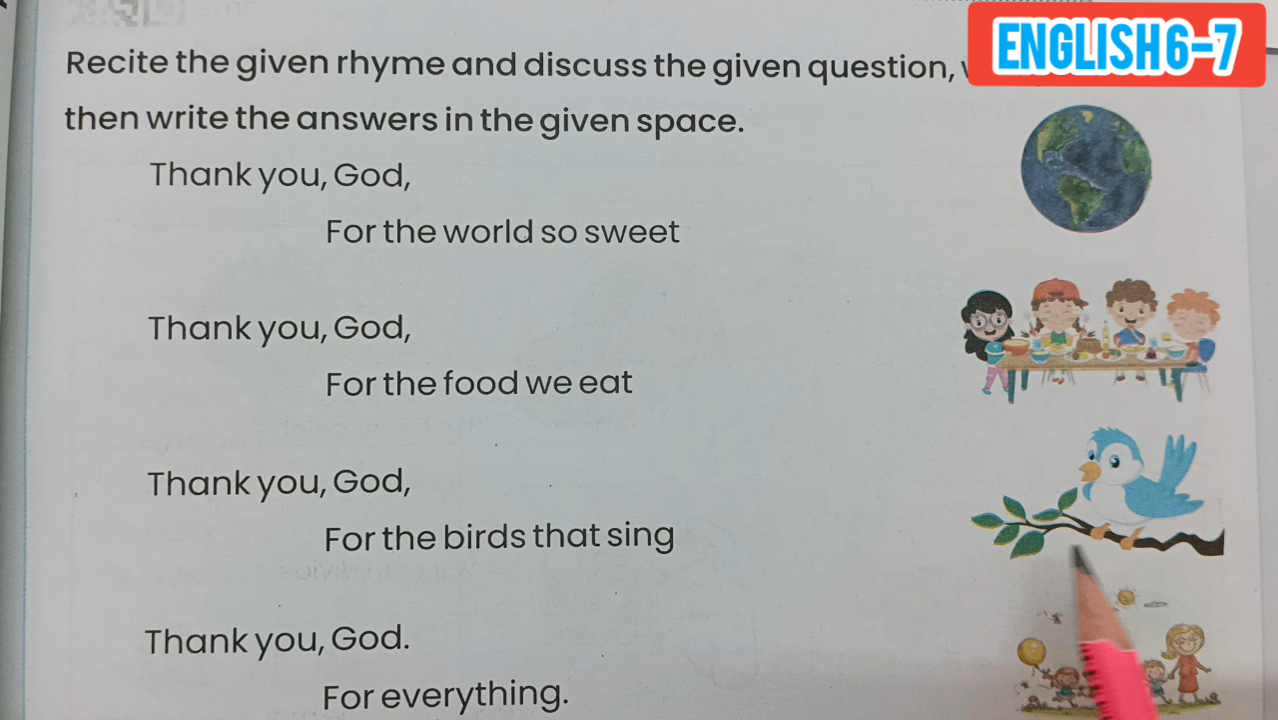 ENGLISH 6-7
Recite the given rhyme and discuss the given question,
then write the answers in the given space.
Thank you, God,
For the world so sweet
Thank you, God,
For the food we eat
Thank you, God,
For the birds that sing
Thank you, God.
For everything.